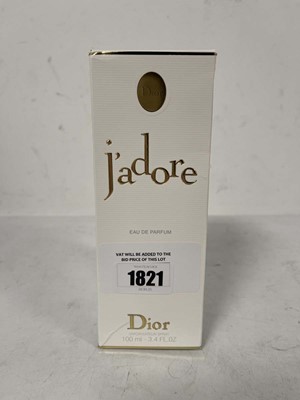 j'adore
EAU DE PARFUM
VAT WILL BE ADDED TO THE
BID PRICE OF THIS LOT
1821
Dior
100 ml - 3.4 FL. OZ